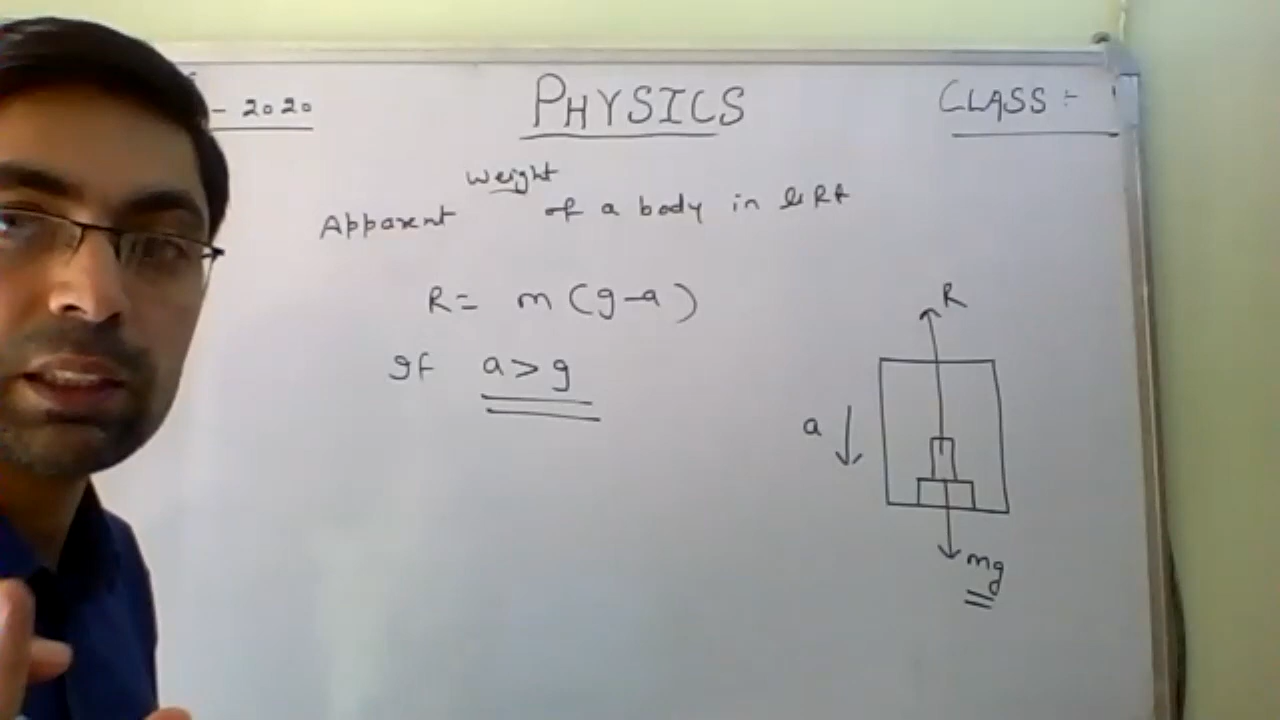 - 2020
PHYSICS
CLASS :-
weight
Apparent of a body in lift
R = m (g-a)
If a > g
R
a
mg